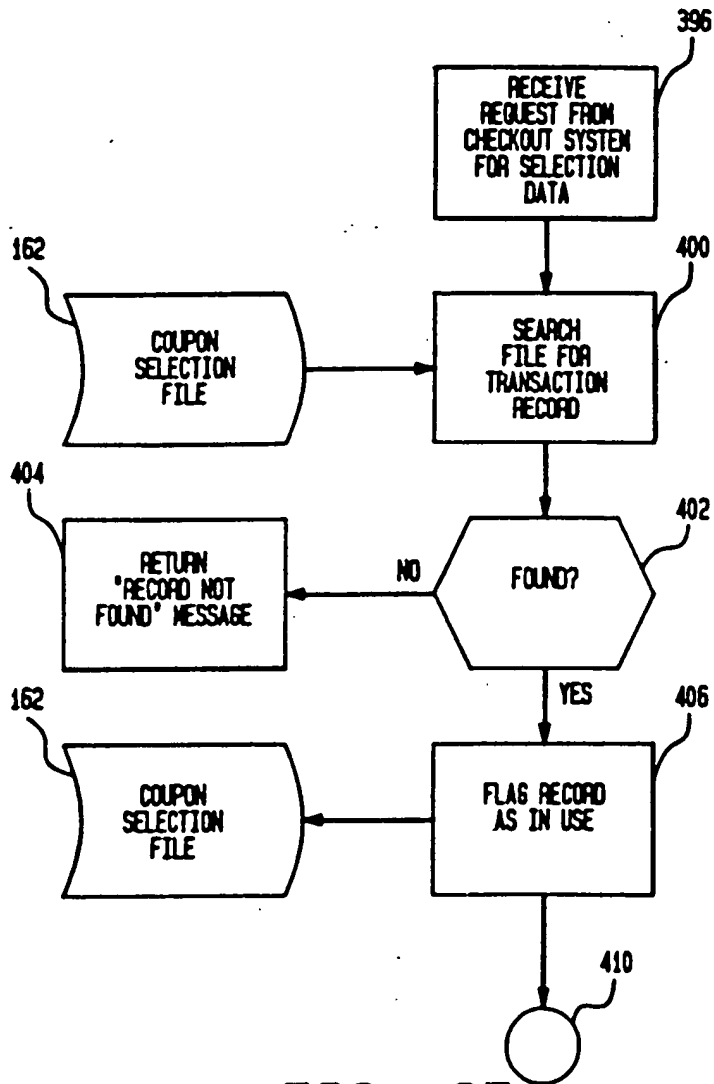 396
RECEIVE
REQUEST FROM
CHECKOUT SYSTEM
FOR SELECTION
DATA
162
400
COUPON
SELECTION
FILE
SEARCH
FILE FOR
TRANSACTION
RECORD
404
402
RETURN
"RECORD NOT
FOUND" MESSAGE
NO
FOUND?
YES
162
406
COUPON
SELECTION
FILE
FLAG RECORD
AS IN USE
410